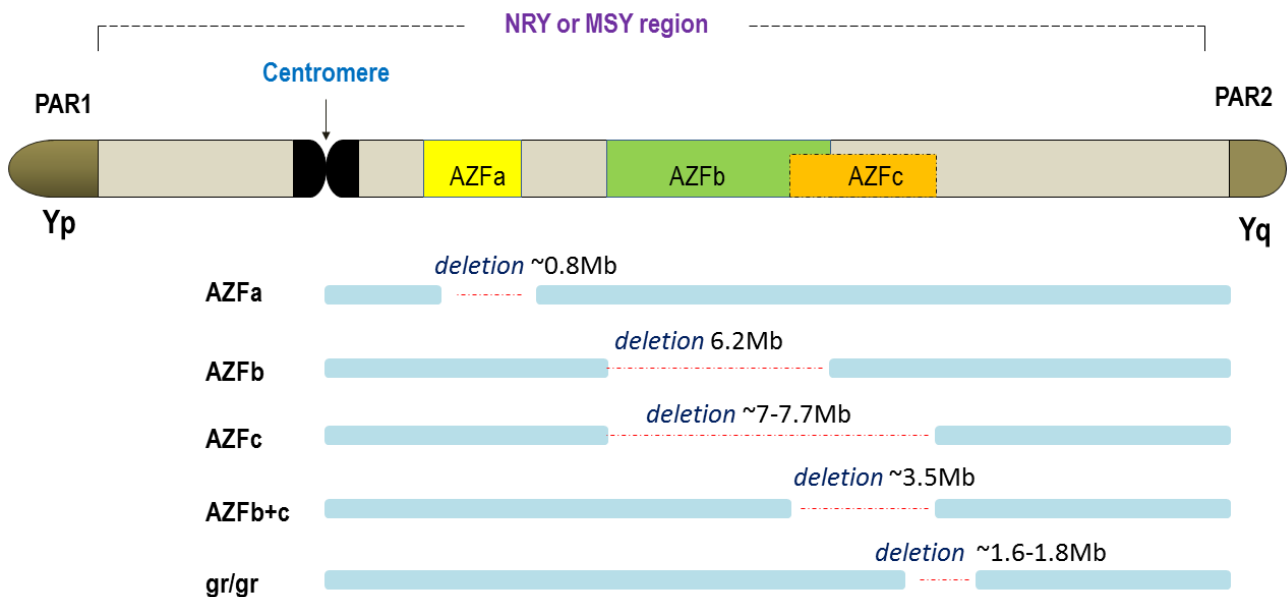 NRY or MSY region
Centromere
PAR1
PAR2
AZFa
AZFb
AZFc
Yp
Yq
deletion ~0.8Mb
AZFa
deletion 6.2Mb
AZFb
deletion ~7-7.7Mb
AZFc
deletion ~3.5Mb
AZFb+c
deletion ~1.6-1.8Mb
gr/gr